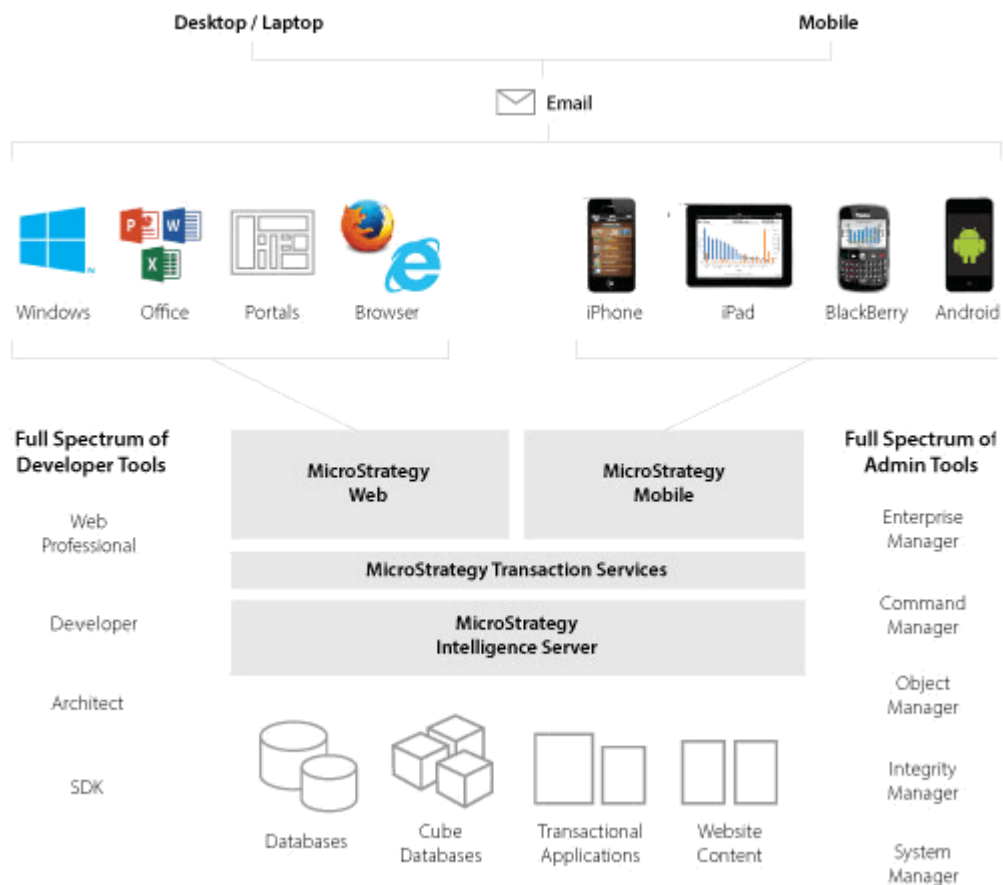 Desktop / Laptop
Mobile
Email
P
W
X
Windows
Office
Portals
Browser
iPhone
iPad
BlackBerry
Android
Full Spectrum of
Developer Tools
Web
Professional
Developer
Architect
SDK
MicroStrategy
Web
MicroStrategy
Mobile
MicroStrategy Transaction Services
MicroStrategy
Intelligence Server
Databases
Cube
Databases
Transactional
Applications
Website
Content
Full Spectrum of
Admin Tools
Enterprise
Manager
Command
Manager
Object
Manager
Integrity
Manager
System
Manager